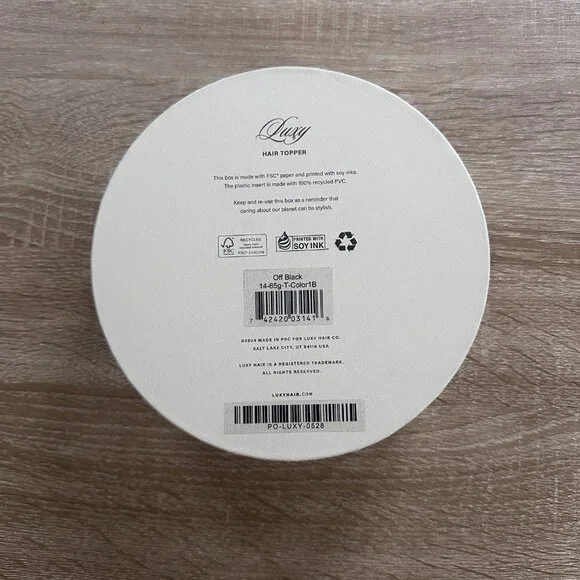 Luxy
HAIR TOPPER
This box is made with FSC® paper and printed with soy inks.
The plastic insert is made with 100% recycled PVC.
Keep and re-use this box as a reminder that
caring about our planet can be stylish.
FSC
RECYCLED
PRINTED WITH
SOY INK
Off Black
14-65g-T-Color1B
7 42420 03141 6
©2024 MADE IN PRC FOR LUXY HAIR CO.
SALT LAKE CITY, UT 84116 USA
LUXY HAIR IS A REGISTERED TRADEMARK.
ALL RIGHTS RESERVED.
LUXYHAIR.COM
PO-LUXY-0528